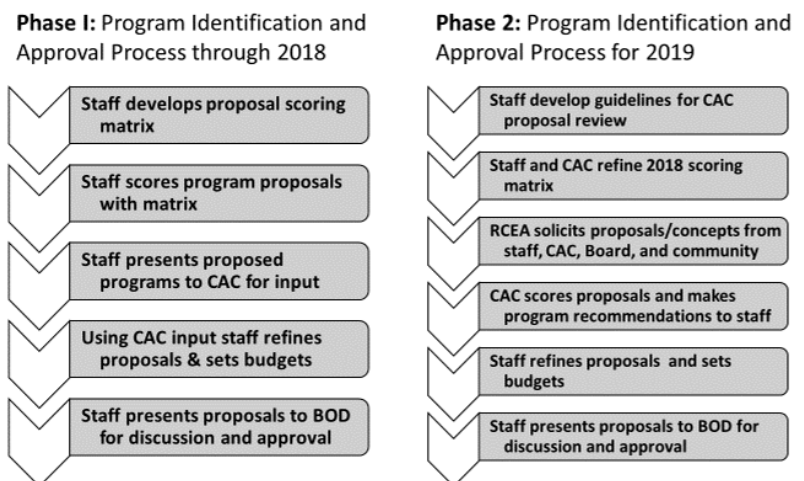 Phase I: Program Identification and
Approval Process through 2018
Staff develops proposal scoring
matrix
Staff scores program proposals
with matrix
Staff presents proposed
programs to CAC for input
Using CAC input staff refines
proposals & sets budgets
Staff presents proposals to BOD
for discussion and approval
Phase 2: Program Identification and
Approval Process for 2019
Staff develop guidelines for CAC
proposal review
Staff and CAC refine 2018 scoring
matrix
RCEA solicits proposals/concepts from
staff, CAC, Board, and community
CAC scores proposals and makes
program recommendations to staff
Staff refines proposals and sets
budgets
Staff presents proposals to BOD for
discussion and approval